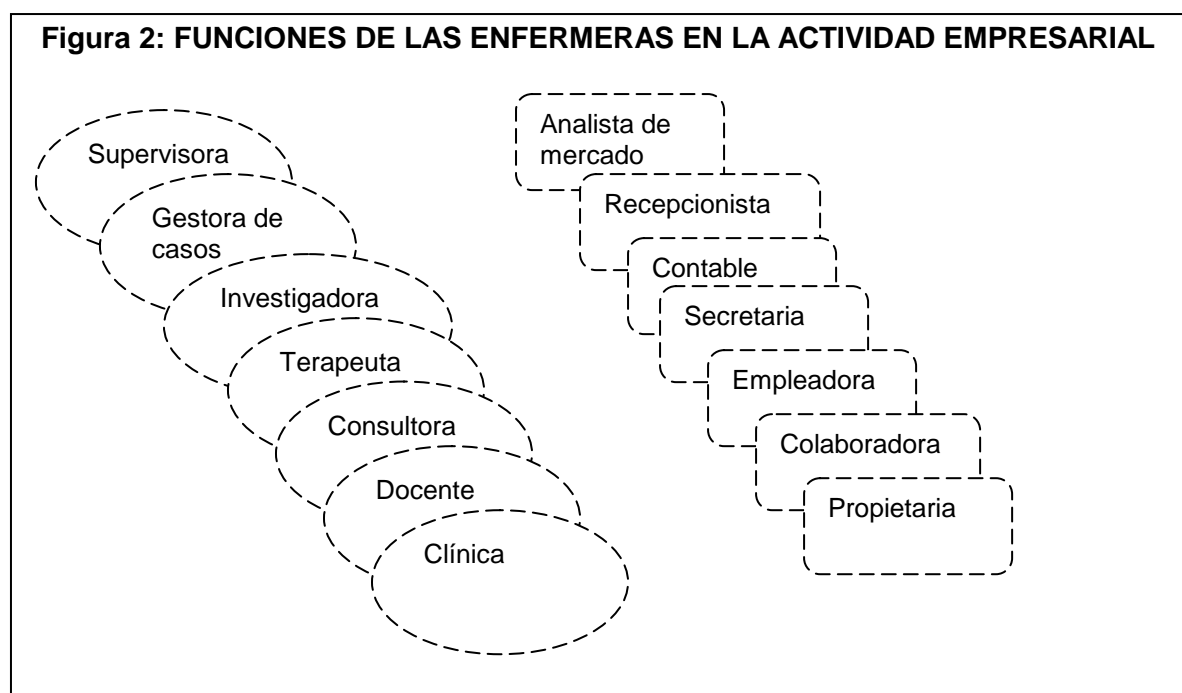 Figura 2: FUNCIONES DE LAS ENFERMERAS EN LA ACTIVIDAD EMPRESARIAL
Supervisora
Gestora de
casos
Investigadora
Terapeuta
Consultora
Docente
Clínica
Analista de
mercado
Recepcionista
Contable
Secretaria
Empleadora
Colaboradora
Propietaria